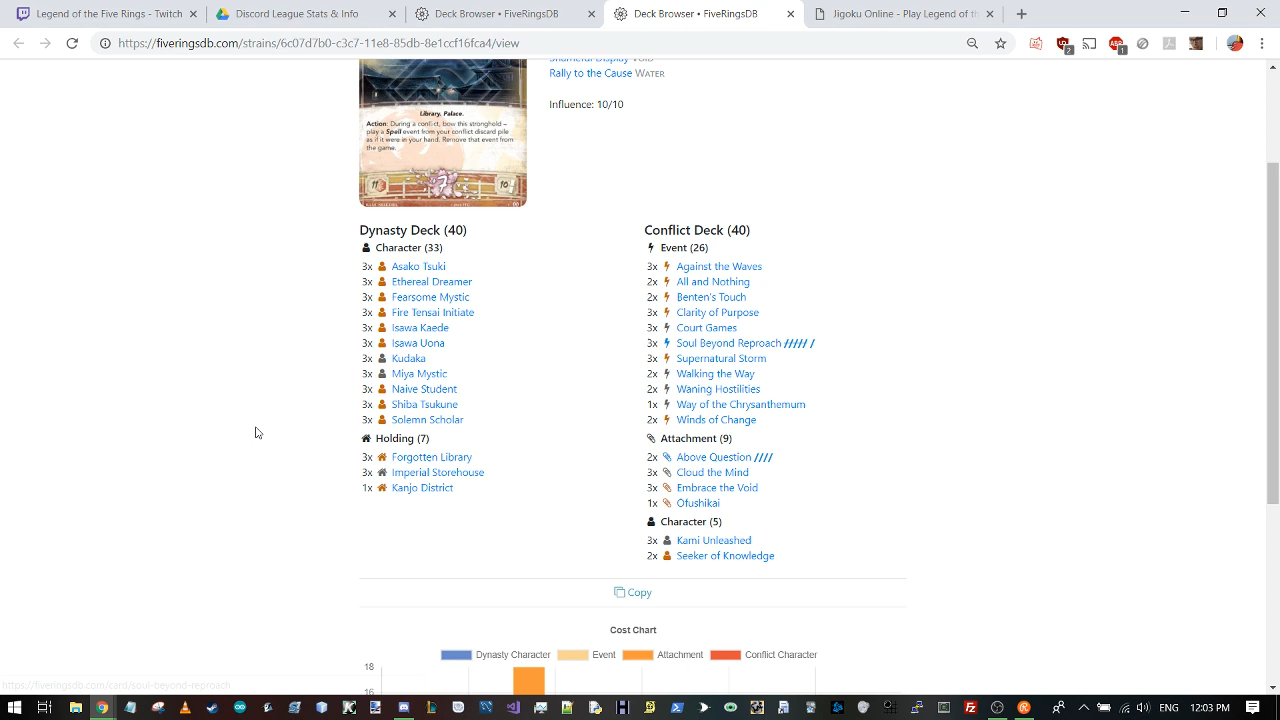 Legend of the Five Rings - Twitch
Discord League Stats & Info
Deck Browser • FiveRingsDB
Deck Browser • FiveRingsDB
Jigoku Online - Play Legend of th
https://fiveringsdb.com/strains/6c07d7b0-c3c7-11e8-85db-8e1ccf16fca4/view
Shameful Display VOID
Rally to the Cause WATER
Influence: 10/10
Library. Palace.
Action: During a conflict, bow this stronghold –
play a Spell event from your conflict discard pile
as if it were in your hand. Remove that event from
the game.
11
7
10
Dynasty Deck (40)
Character (33)
3x Asako Tsuki
3x Ethereal Dreamer
3x Fearsome Mystic
3x Fire Tensai Initiate
3x Isawa Kaede
3x Isawa Uona
3x Kudaka
3x Miya Mystic
3x Naive Student
3x Shiba Tsukune
3x Solemn Scholar
Holding (7)
3x Forgotten Library
3x Imperial Storehouse
1x Kanjo District
Conflict Deck (40)
Event (26)
3x Against the Waves
2x All and Nothing
2x Benten's Touch
3x Clarity of Purpose
3x Court Games
3x Soul Beyond Reproach ///// /
3x Supernatural Storm
2x Walking the Way
2x Waning Hostilities
1x Way of the Chrysanthemum
2x Winds of Change
Attachment (9)
2x Above Question ////
3x Cloud the Mind
3x Embrace the Void
1x Ofushikai
Character (5)
3x Kami Unleashed
2x Seeker of Knowledge
Copy
Cost Chart
Dynasty Character Event Attachment Conflict Character
18
16
https://fiveringsdb.com/card/soul-beyond-reproach
ENG 12:03 PM